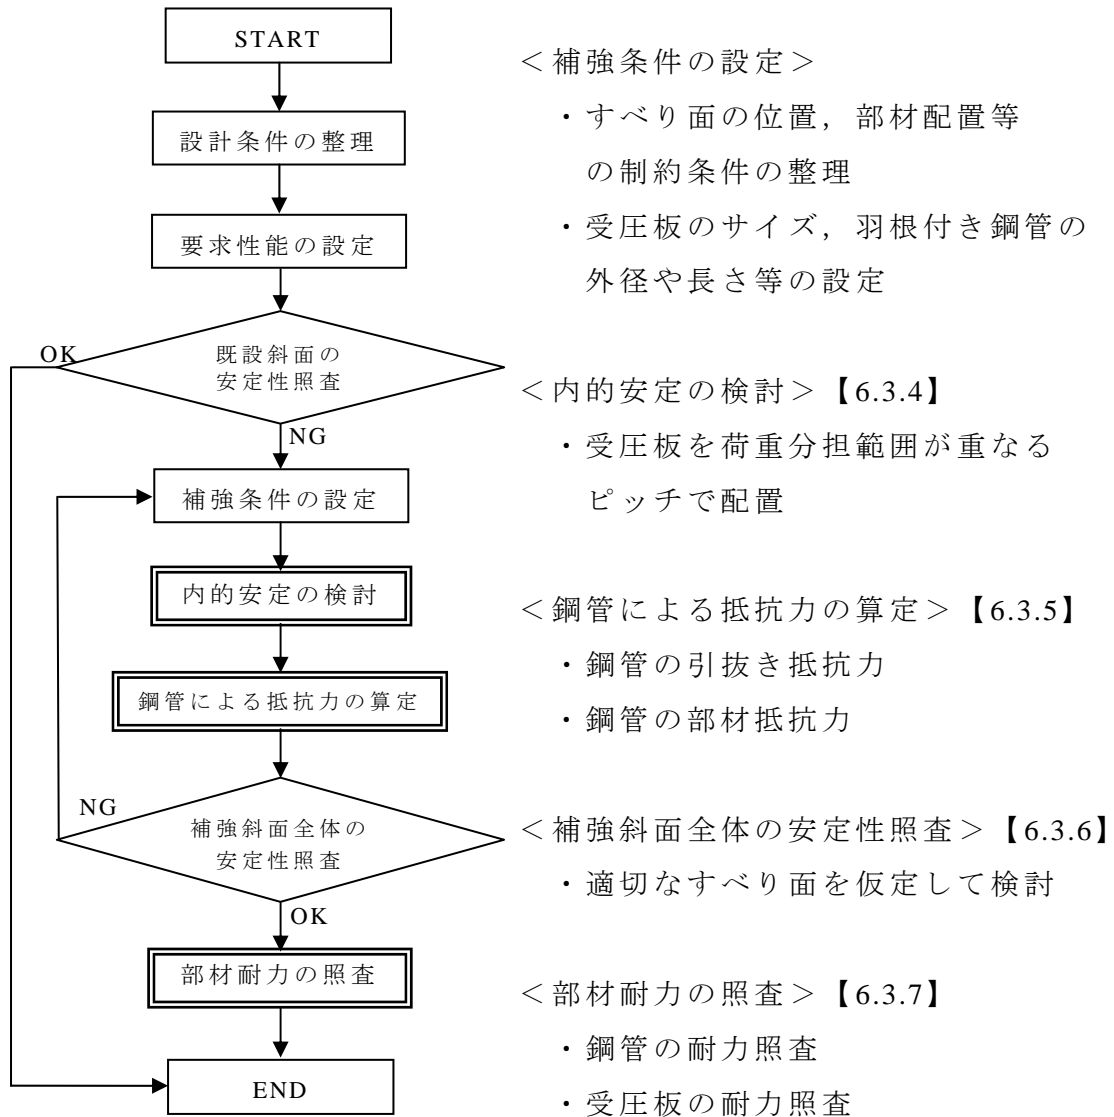 START
設計条件の整理
要求性能の設定
OK
既設斜面の
安定性照査
NG
補強条件の設定
内的安定の検討
鋼管による抵抗力の算定
NG
補強斜面全体の
安定性照査
OK
部材耐力の照査
END
＜補強条件の設定＞
・すべり面の位置，部材配置等
の制約条件の整理
・受圧板のサイズ，羽根付き鋼管の
外径や長さ等の設定
＜内的安定の検討＞【6.3.4】
・受圧板を荷重分担範囲が重なる
ピッチで配置
＜鋼管による抵抗力の算定＞【6.3.5】
・鋼管の引抜き抵抗力
・鋼管の部材抵抗力
＜補強斜面全体の安定性照査＞【6.3.6】
・適切なすべり面を仮定して検討
＜部材耐力の照査＞【6.3.7】
・鋼管の耐力照査
・受圧板の耐力照査